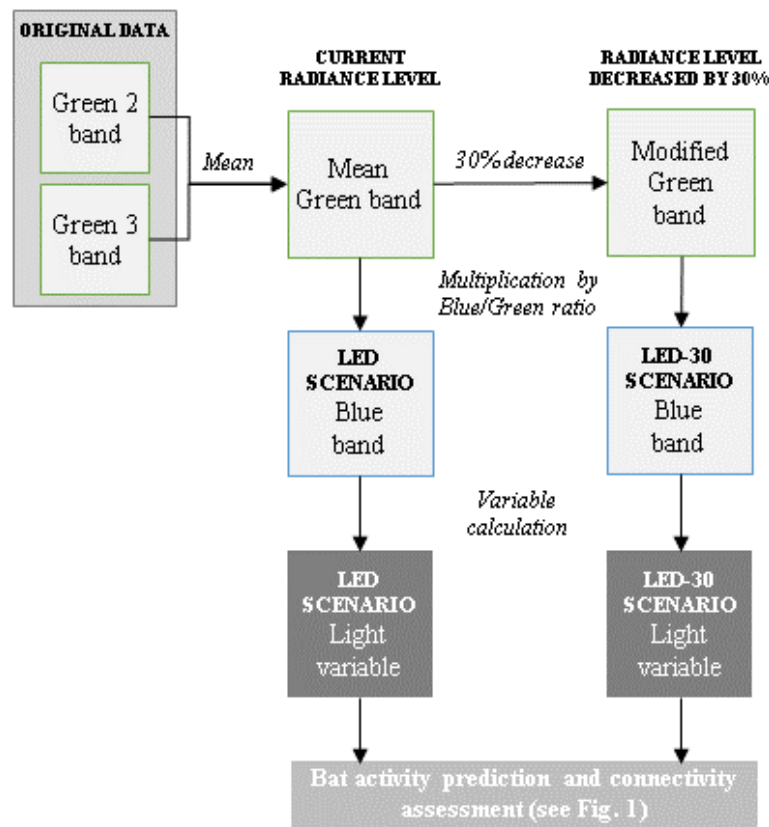 ORIGINAL DATA
Green 2
band
Green 3
band
Mean
CURRENT
RADIANCE LEVEL
Mean
Green band
30% decrease
RADIANCE LEVEL
DECREASED BY 30%
Modified
Green
band
Multiplication by
Blue/Green ratio
LED
SCENARIO
Blue
band
LED-30
SCENARIO
Blue
band
Variable
calculation
LED
SCENARIO
Light
variable
LED-30
SCENARIO
Light
variable
Bat activity prediction and connectivity
assessment (see Fig. 1)